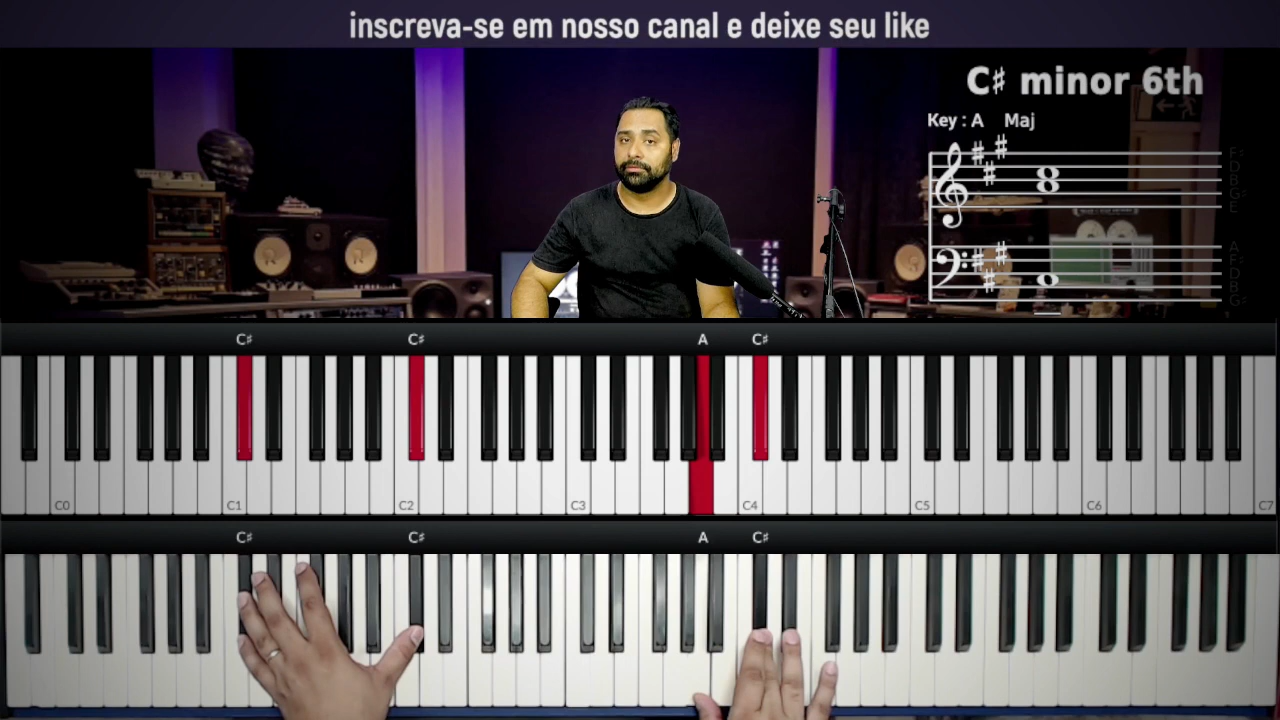 inscreva-se em nosso canal e deixe seu like
C♯ minor 6th
Key : A Maj
C♯ C♯ A C♯
C0 C1 C2 C3 C4 C5 C6 C7
C♯ C♯ A C♯